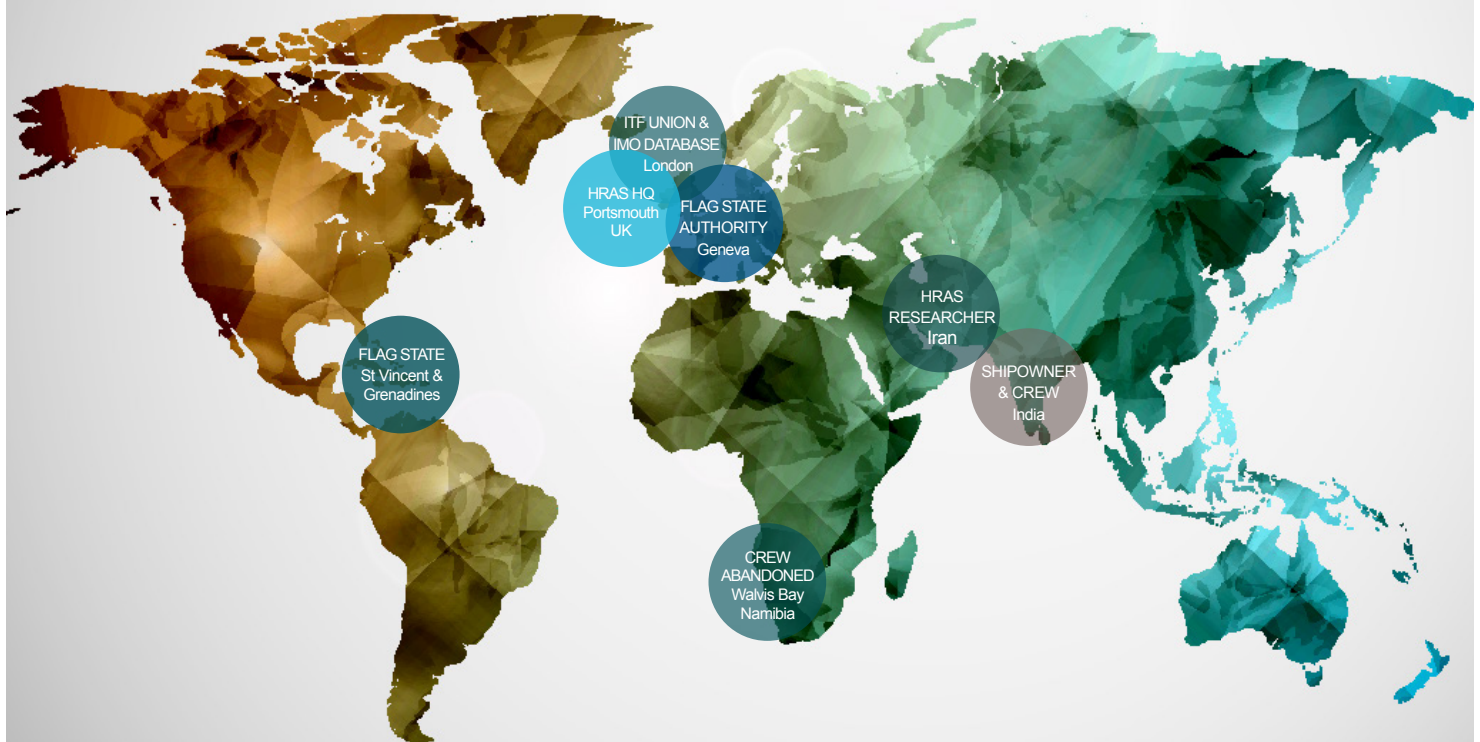 ITF UNION &
IMO DATABASE
London
HRAS HQ
Portsmouth
UK
FLAG STATE
AUTHORITY
Geneva
HRAS
RESEARCHER
Iran
FLAG STATE
St Vincent &
Grenadines
SHIPOWNER
& CREW
India
CREW
ABANDONED
Walvis Bay
Namibia